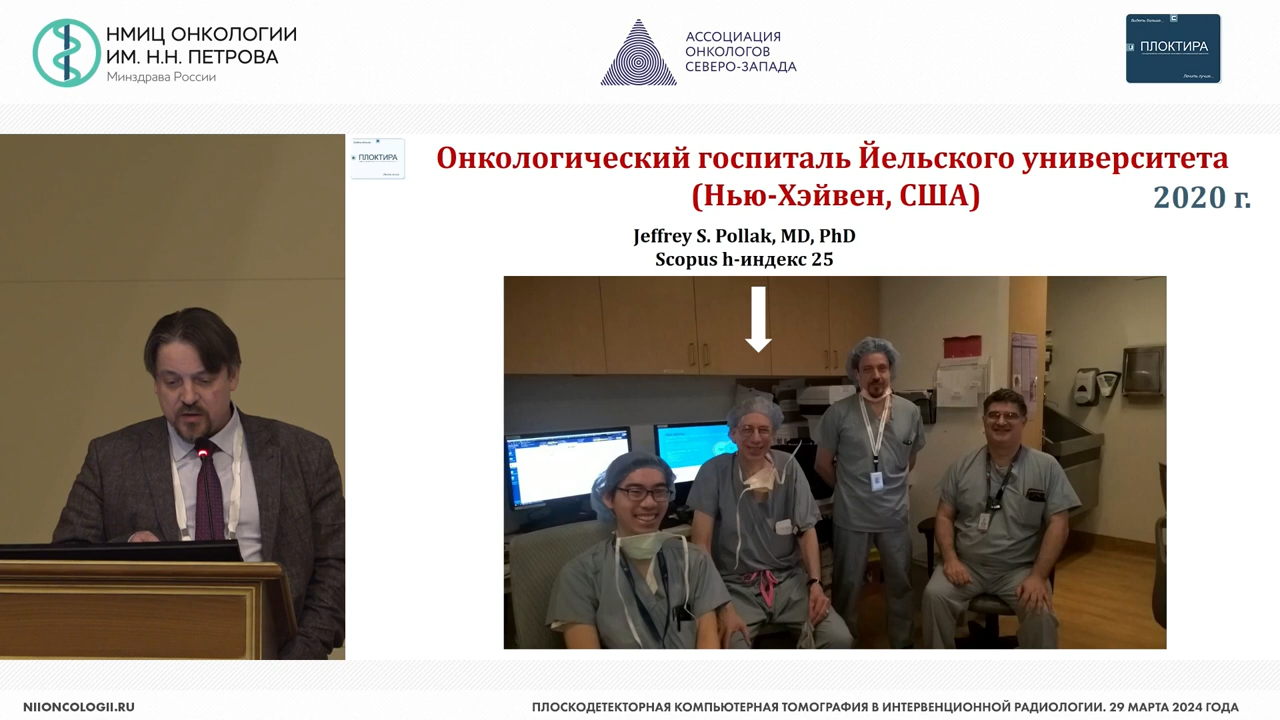 НМИЦ ОНКОЛОГИИ
ИМ. Н.Н. ПЕТРОВА
Минздрава России
АССОЦИАЦИЯ
ОНКОЛОГОВ
СЕВЕРО-ЗАПАДА
ПЛОКТИРА
ПЛОКТИРА
Онкологический госпиталь Йельского университета
(Нью-Хэйвен, США)
2020 г.
Jeffrey S. Pollak, MD, PhD
Scopus h-индекс 25
NIIONCOLOGII.RU
ПЛОСКОДЕТЕКТОРНАЯ КОМПЬЮТЕРНАЯ ТОМОГРАФИЯ В ИНТЕРВЕНЦИОННОЙ РАДИОЛОГИИ. 29 МАРТА 2024 ГОДА